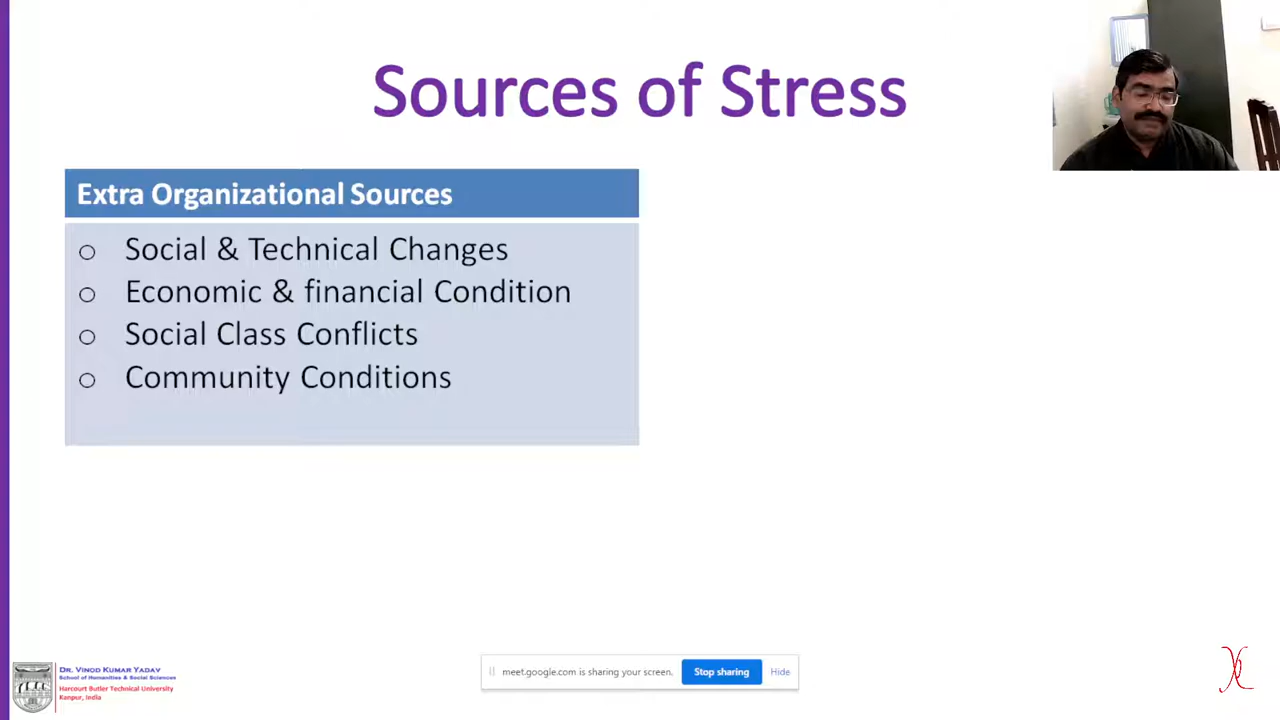 Sources of Stress
Extra Organizational Sources
o Social & Technical Changes
o Economic & financial Condition
o Social Class Conflicts
o Community Conditions
Dr. Vinod Kumar Yadav
School of Humanities & Social Sciences
Harcourt Butler Technical University
Kanpur, India
meet.google.com is sharing your screen.
Stop sharing
Hide